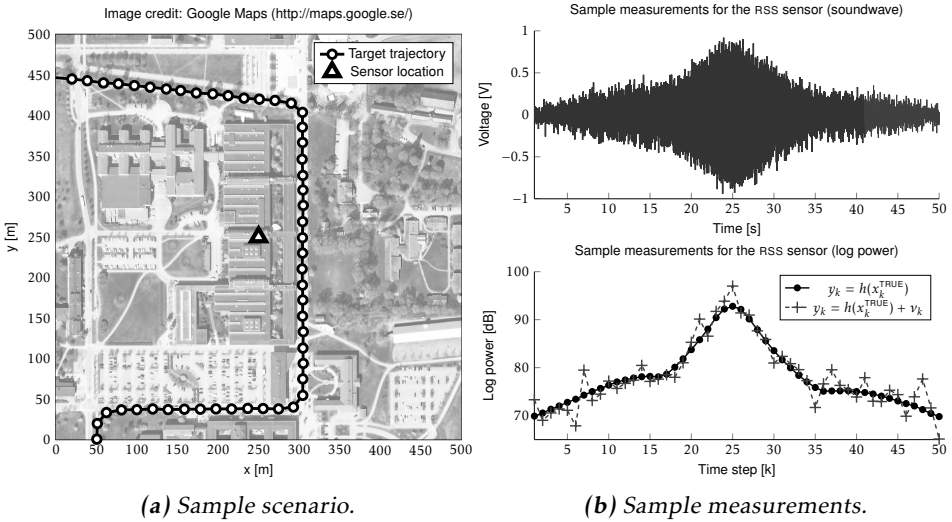 Image credit: Google Maps (http://maps.google.se/)
500
450
400
350
300
250
200
150
100
50
0
y [m]
Target trajectory
Sensor location
0 50 100 150 200 250 300 350 400 450 500
x [m]
(a) Sample scenario.
Sample measurements for the RSS sensor (soundwave)
1
0.5
0
−0.5
−1
Voltage [V]
5 10 15 20 25 30 35 40 45 50
Time [s]
Sample measurements for the RSS sensor (log power)
100
90
80
70
Log power [dB]
y_k = h(x_k^TRUE)
y_k = h(x_k^TRUE) + ν_k
5 10 15 20 25 30 35 40 45 50
Time step [k]
(b) Sample measurements.